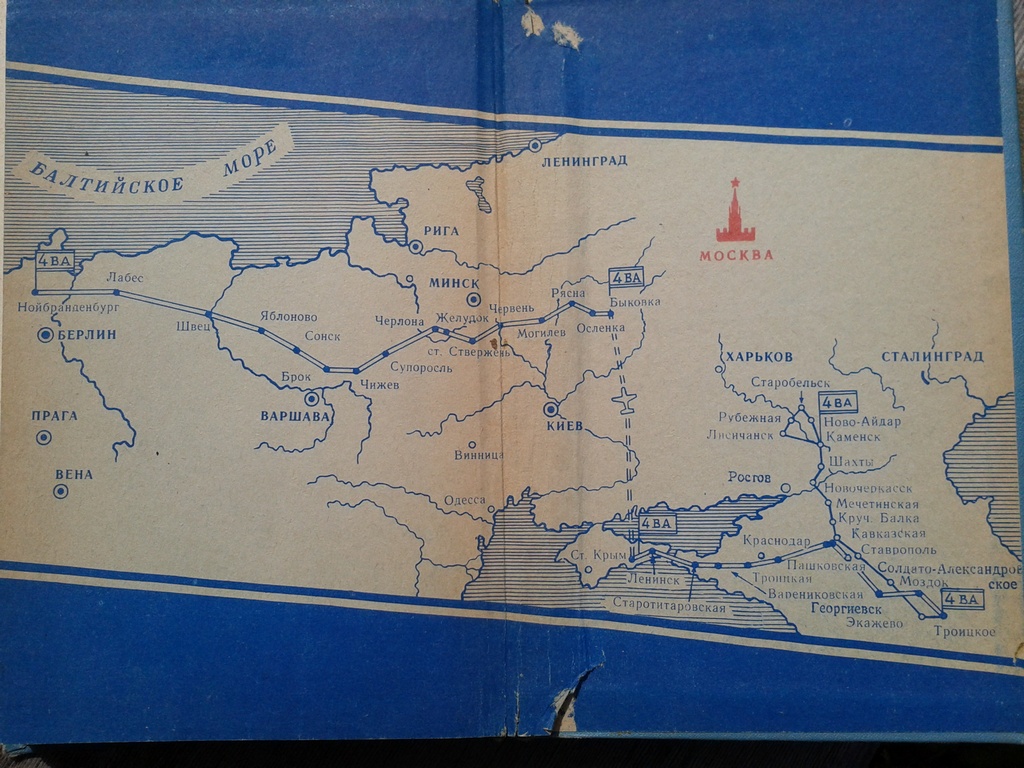 БАЛТИЙСКОЕ МОРЕ
ЛЕНИНГРАД
РИГА
МОСКВА
4 ВА
Лабес
МИНСК
4 ВА
Нойбранденбург
Рясна
Быковка
Червень
Желудок
Яблоново
Черлона
Швец
Могилев
Осленка
БЕРЛИН
Сонск
ст. Ствержень
ХАРЬКОВ
СТАЛИНГРАД
Супоросль
Брок
Чижев
Старобельск
4 ВА
ПРАГА
ВАРШАВА
КИЕВ
Рубежная
Ново-Айдар
Лисичанск
Каменск
Винница
Шахты
ВЕНА
Ростов
Новочеркасск
Одесса
Мечетинская
4 ВА
Круч. Балка
Кавказская
Краснодар
Ставрополь
Ст. Крым
Пашковская
Солдато-Александров
ское
Ленинск
Троицкая
Моздок
Варениковская
4 ВА
Старотитаровская
Георгиевск
Экажево
Троицкое